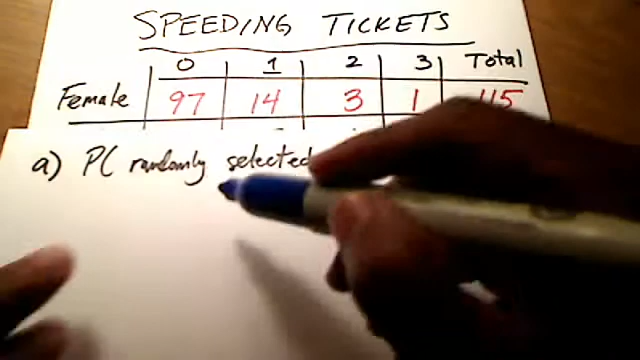 SPEEDING TICKETS
0 1 2 3 Total
Female 97 14 3 1 115
a) P( randomly selected